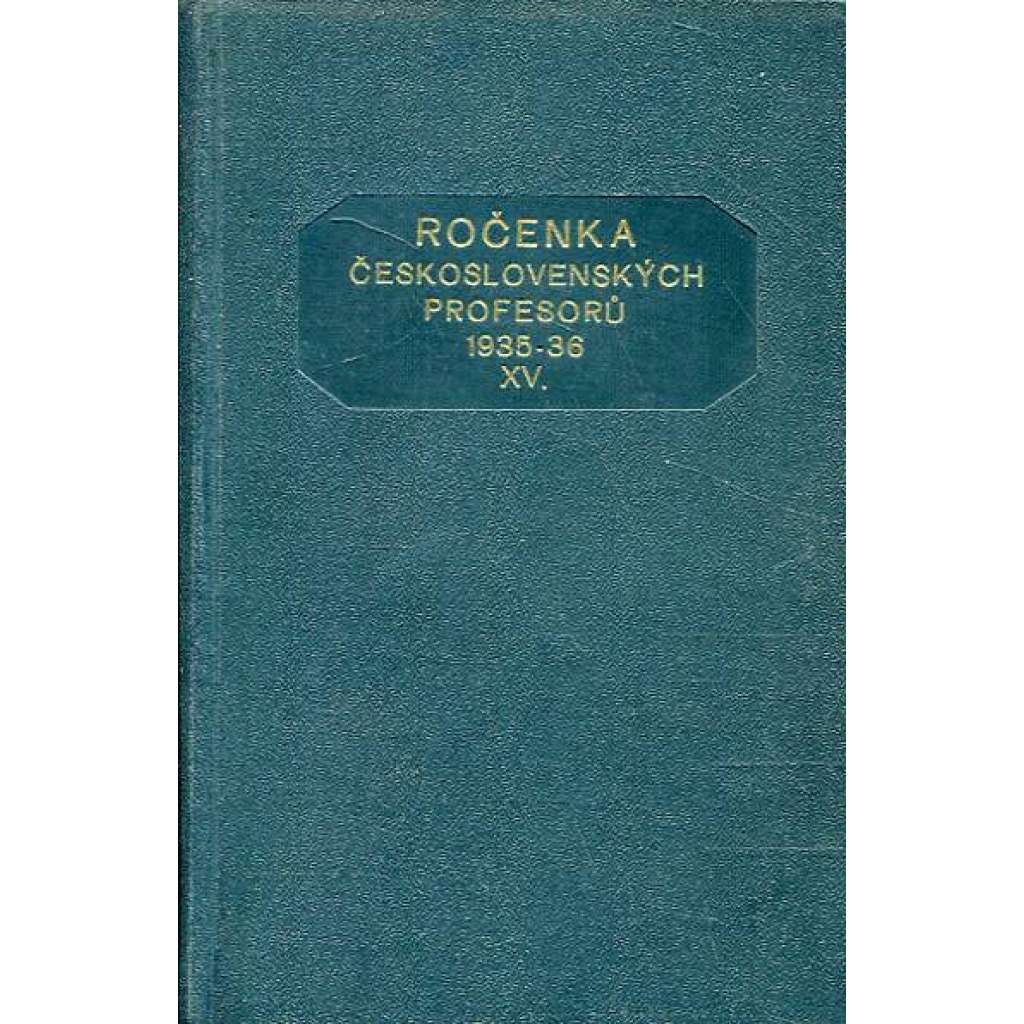 ROČENKA
ČESKOSLOVENSKÝCH
PROFESORŮ
1935-36
XV.